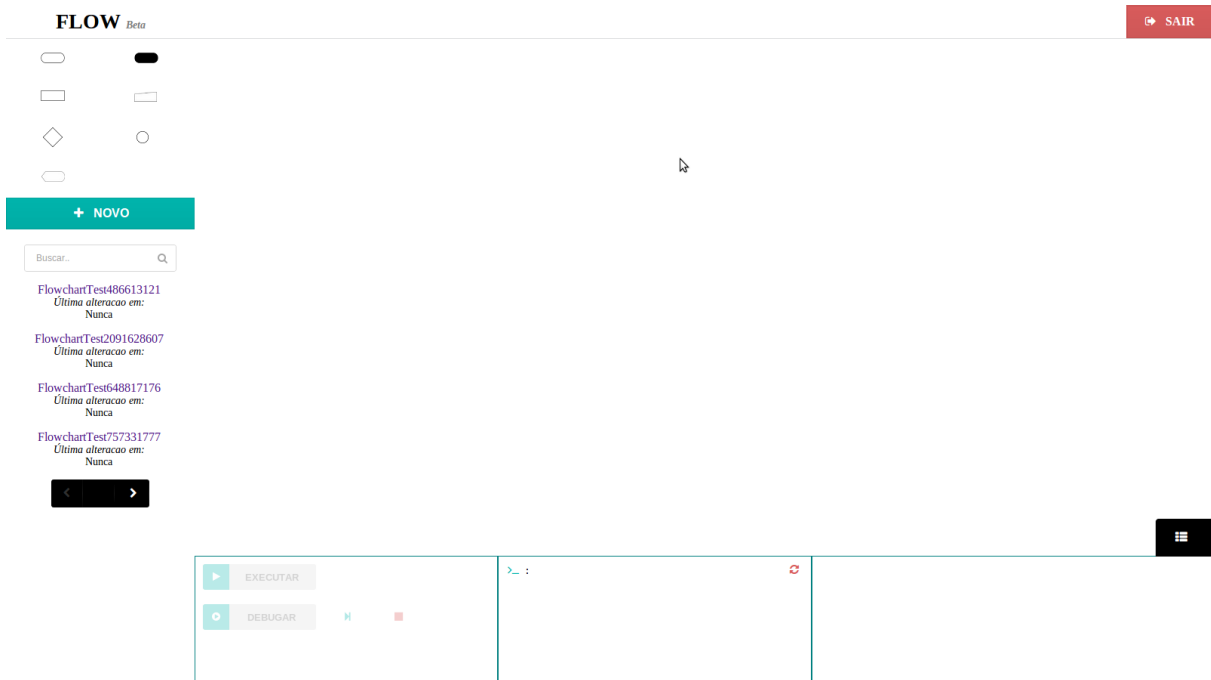 FLOW Beta
SAIR
NOVO
Buscar..
FlowchartTest486613121
Última alteracao em:
Nunca
FlowchartTest2091628607
Última alteracao em:
Nunca
FlowchartTest648817176
Última alteracao em:
Nunca
FlowchartTest757331777
Última alteracao em:
Nunca
EXECUTAR
DEBUGAR
>_ :